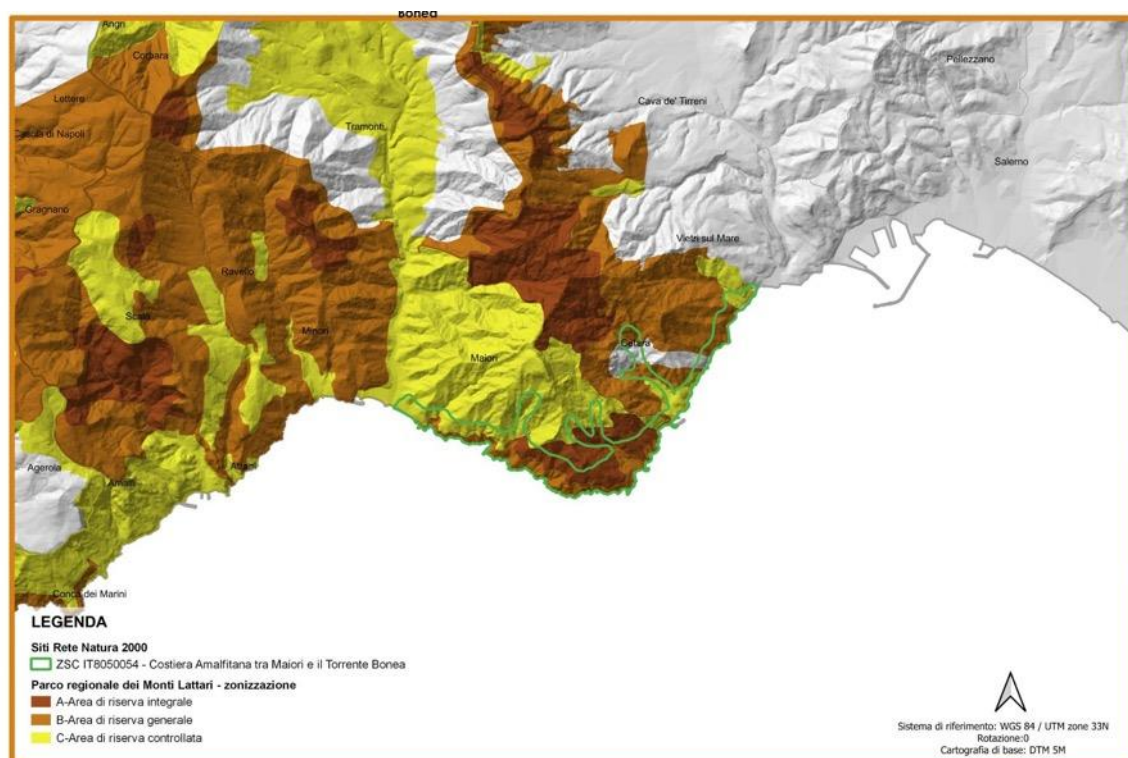 Bonea
Angri
Corbara
Pellezzano
Lettere
Cava de' Tirreni
Tramonti
Casola di Napoli
Salerno
Gragnano
Vietri sul Mare
Ravello
Scala
Minori
Cetara
Maiori
Agerola
Atrani
Amalfi
Conca dei Marini
LEGENDA
Siti Rete Natura 2000
ZSC IT8050054 - Costiera Amalfitana tra Maiori e il Torrente Bonea
Parco regionale dei Monti Lattari - zonizzazione
A-Area di riserva integrale
B-Area di riserva generale
C-Area di riserva controllata
Sistema di riferimento: WGS 84 / UTM zone 33N
Rotazione:0
Cartografia di base: DTM 5M